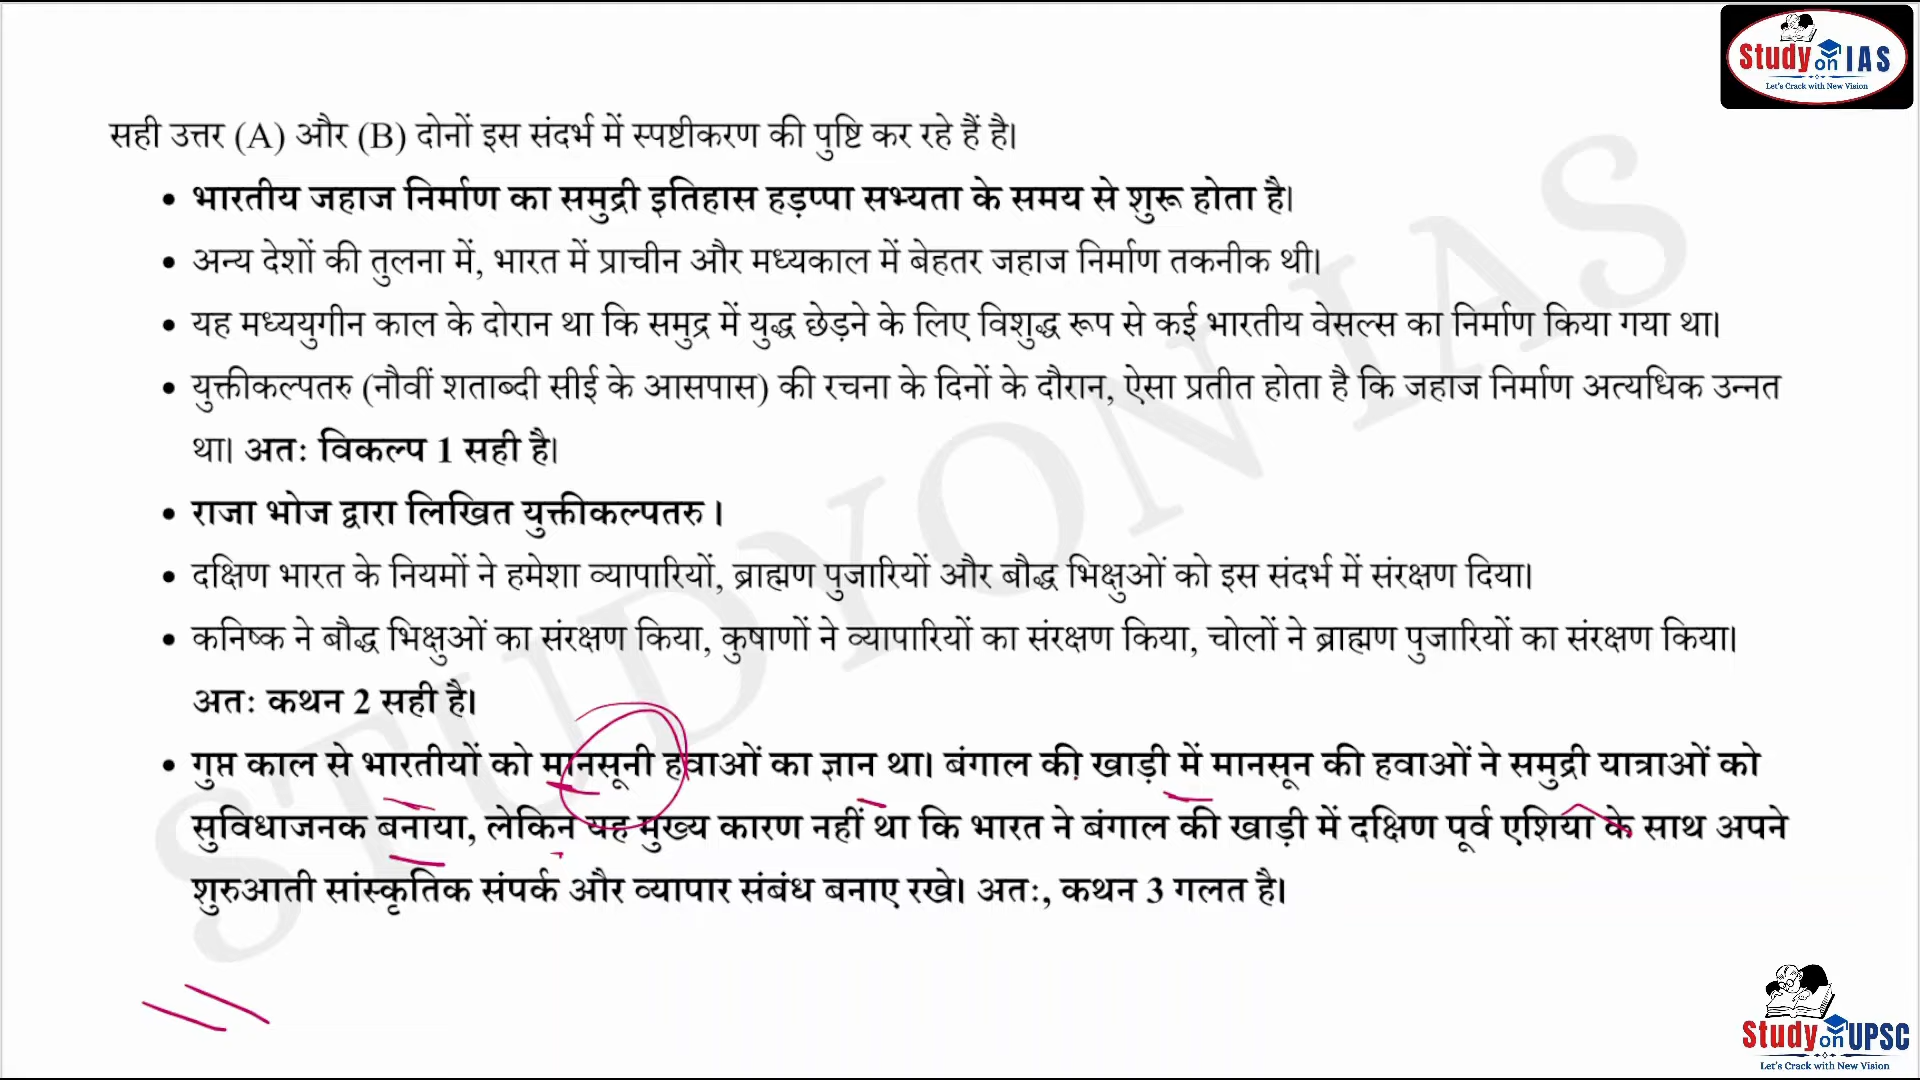 Study on IAS
Let's Crack with New Vision
सही उत्तर (A) और (B) दोनों इस संदर्भ में स्पष्टीकरण की पुष्टि कर रहे हैं है।
• भारतीय जहाज निर्माण का समुद्री इतिहास हड़प्पा सभ्यता के समय से शुरू होता है।
• अन्य देशों की तुलना में, भारत में प्राचीन और मध्यकाल में बेहतर जहाज निर्माण तकनीक थी।
• यह मध्ययुगीन काल के दोरान था कि समुद्र में युद्ध छेड़ने के लिए विशुद्ध रूप से कई भारतीय वेसल्स का निर्माण किया गया था।
• युक्तीकल्पतरु (नौवीं शताब्दी सीई के आसपास) की रचना के दिनों के दौरान, ऐसा प्रतीत होता है कि जहाज निर्माण अत्यधिक उन्नत
था। अतः विकल्प 1 सही है।
• राजा भोज द्वारा लिखित युक्तीकल्पतरु ।
• दक्षिण भारत के नियमों ने हमेशा व्यापारियों, ब्राह्मण पुजारियों और बौद्ध भिक्षुओं को इस संदर्भ में संरक्षण दिया।
• कनिष्क ने बौद्ध भिक्षुओं का संरक्षण किया, कुषाणों ने व्यापारियों का संरक्षण किया, चोलों ने ब्राह्मण पुजारियों का संरक्षण किया।
अतः कथन 2 सही है।
• गुप्त काल से भारतीयों को मानसूनी हवाओं का ज्ञान था। बंगाल की खाड़ी में मानसून की हवाओं ने समुद्री यात्राओं को
सुविधाजनक बनाया, लेकिन यह मुख्य कारण नहीं था कि भारत ने बंगाल की खाड़ी में दक्षिण पूर्व एशिया के साथ अपने
शुरुआती सांस्कृतिक संपर्क और व्यापार संबंध बनाए रखे। अतः, कथन 3 गलत है।
STUDY ON IAS
Study on UPSC
Let's Crack with New Vision